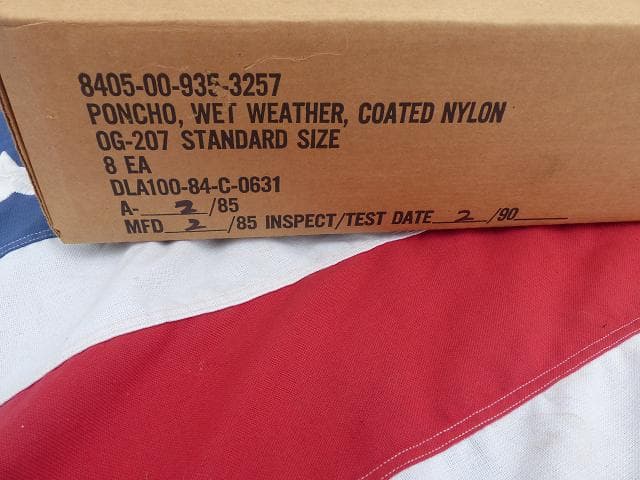 8405-00-935-3257
PONCHO, WET WEATHER, COATED NYLON
OG-207 STANDARD SIZE
8 EA
DLA100-84-C-0631
A- 2 /85
MFD 2 /85 INSPECT/TEST DATE 2 /90